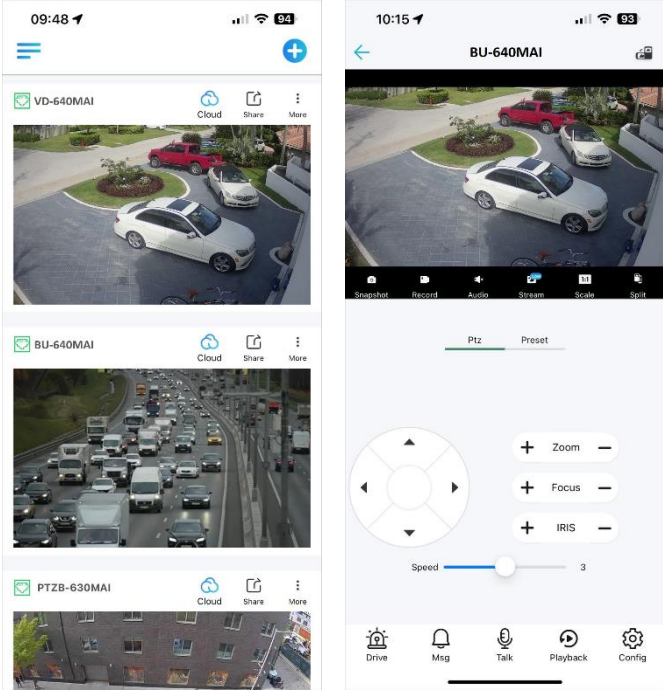 09:48
94
VD-640MAI
Cloud
Share
More
BU-640MAI
Cloud
Share
More
PTZB-630MAI
Cloud
Share
More
10:15
93
BU-640MAI
Snapshot
Record
Audio
Stream
1:1
Scale
Split
Ptz
Preset
+ Zoom −
+ Focus −
+ IRIS −
Speed
3
Drive
Msg
Talk
Playback
Config